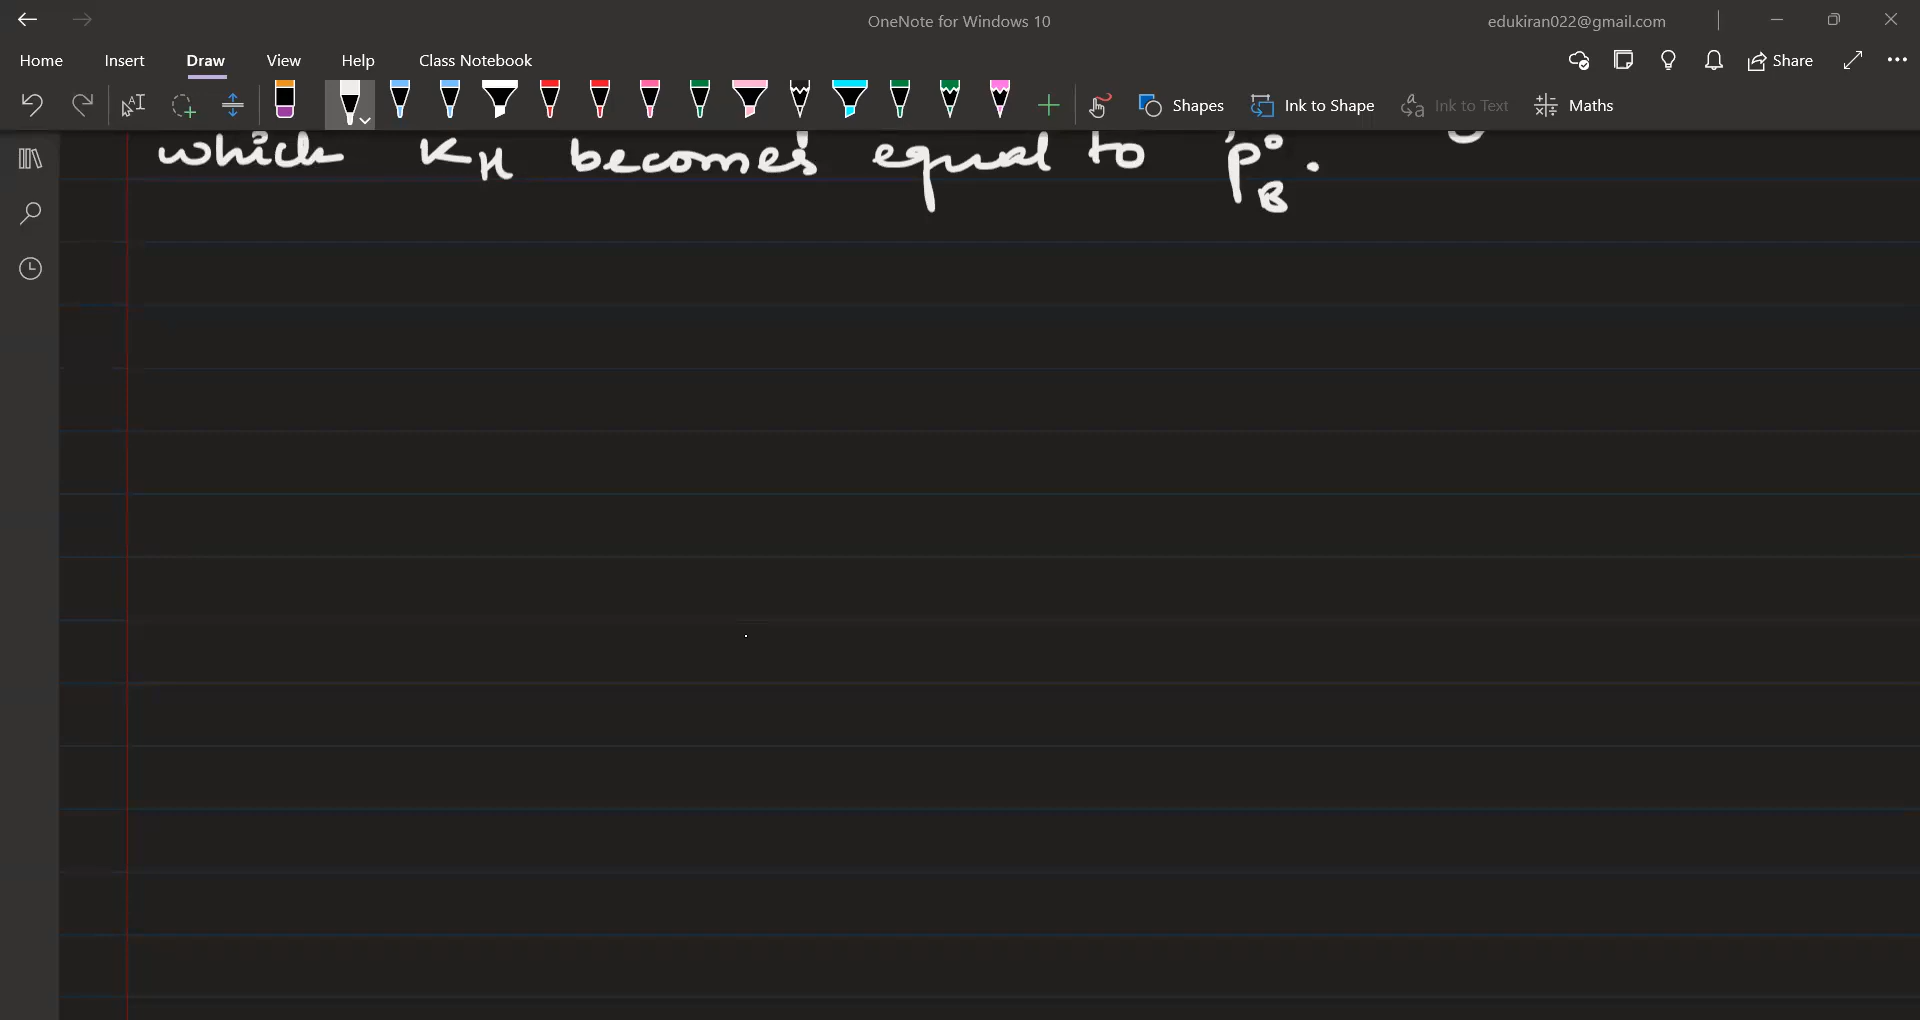 OneNote for Windows 10
edukiran022@gmail.com
Home Insert Draw View Help Class Notebook
Share
Shapes Ink to Shape Ink to Text Maths
which K_H becomes equal to p°_B.